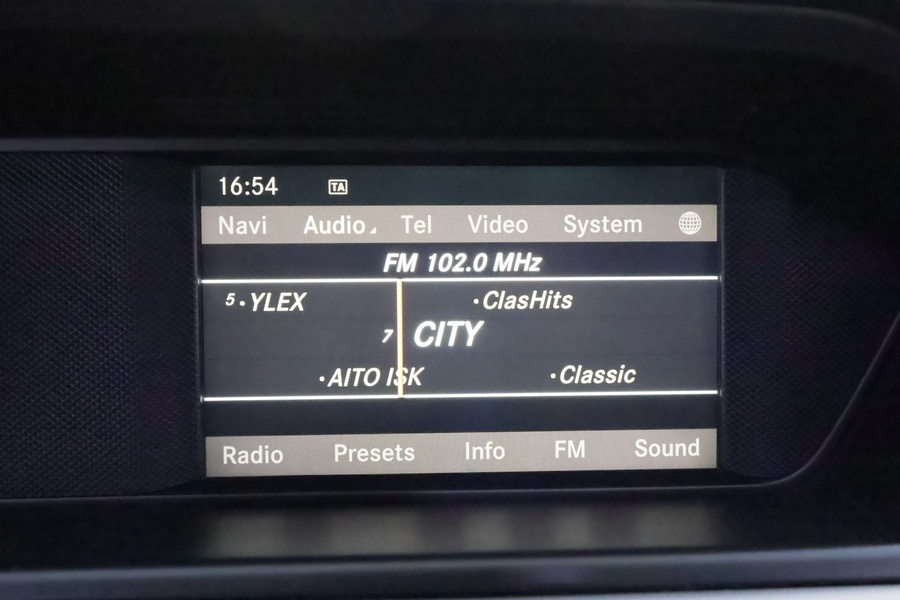 16:54 TA
Navi Audio Tel Video System
FM 102.0 MHz
5 • YLEX • ClasHits
7 CITY
• AITO ISK • Classic
Radio Presets Info FM Sound